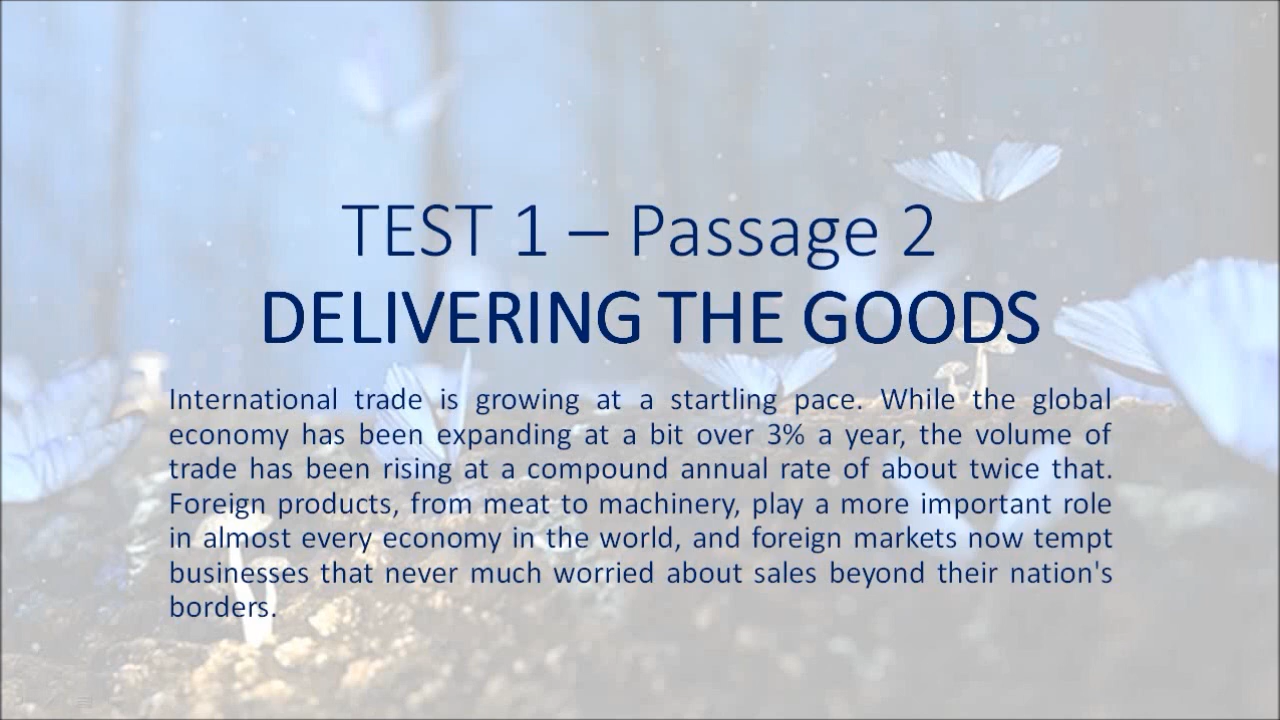 TEST 1 – Passage 2
DELIVERING THE GOODS
International trade is growing at a startling pace. While the global
economy has been expanding at a bit over 3% a year, the volume of
trade has been rising at a compound annual rate of about twice that.
Foreign products, from meat to machinery, play a more important role
in almost every economy in the world, and foreign markets now tempt
businesses that never much worried about sales beyond their nation's
borders.